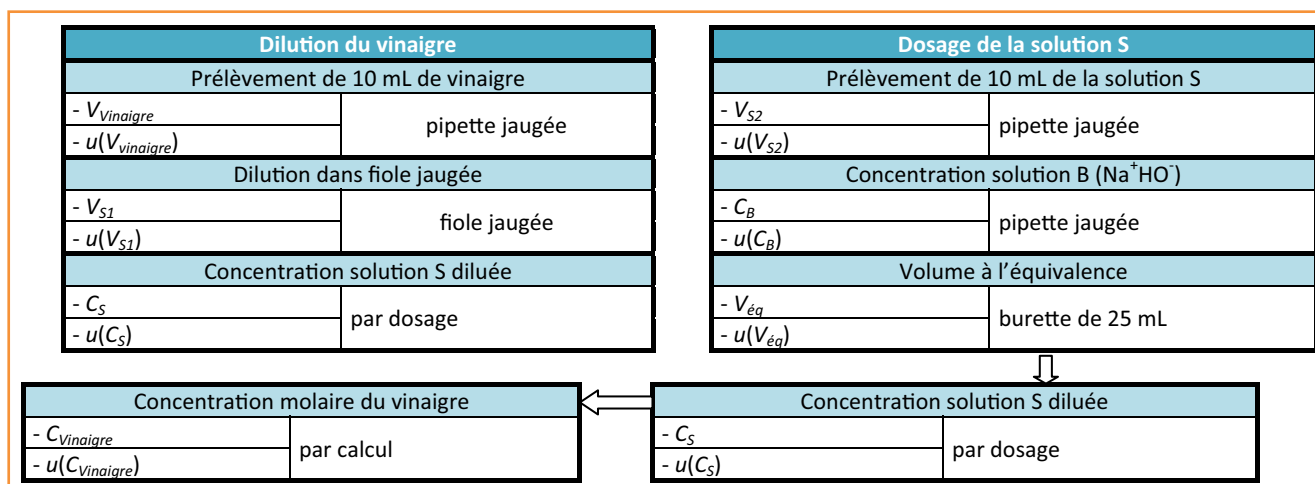 Dilution du vinaigre
Prélèvement de 10 mL de vinaigre
- V_Vinaigre
- u(V_vinaigre)
pipette jaugée
Dilution dans fiole jaugée
- V_S1
- u(V_S1)
fiole jaugée
Concentration solution S diluée
- C_S
- u(C_S)
par dosage
Dosage de la solution S
Prélèvement de 10 mL de la solution S
- V_S2
- u(V_S2)
pipette jaugée
Concentration solution B (Na⁺HO⁻)
- C_B
- u(C_B)
pipette jaugée
Volume à l’équivalence
- V_éq
- u(V_éq)
burette de 25 mL
Concentration molaire du vinaigre
- C_Vinaigre
- u(C_Vinaigre)
par calcul
Concentration solution S diluée
- C_S
- u(C_S)
par dosage